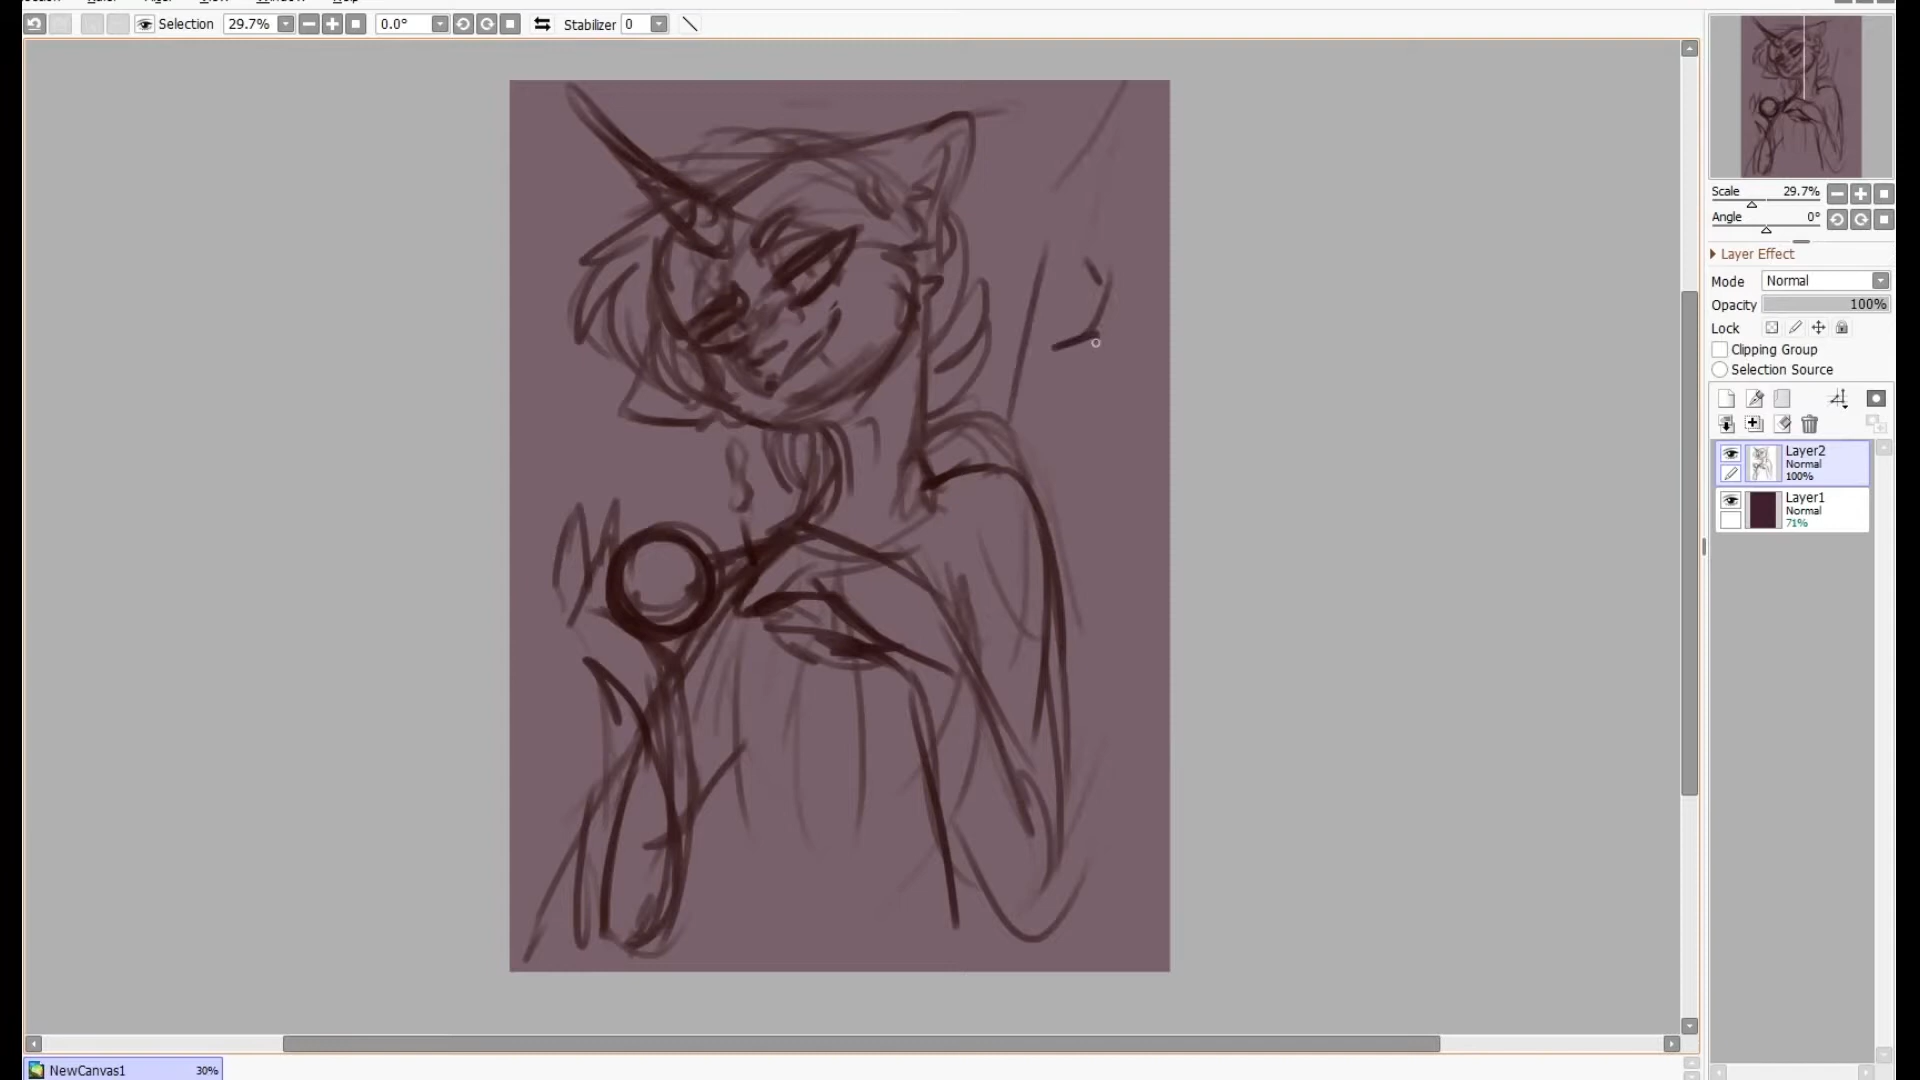 Selection 29.7% 0.0° Stabilizer 0
Scale 29.7%
Angle 0°
Layer Effect
Mode Normal
Opacity 100%
Lock
Clipping Group
Selection Source
Layer2
Normal
100%
Layer1
Normal
71%
NewCanvas1 30%